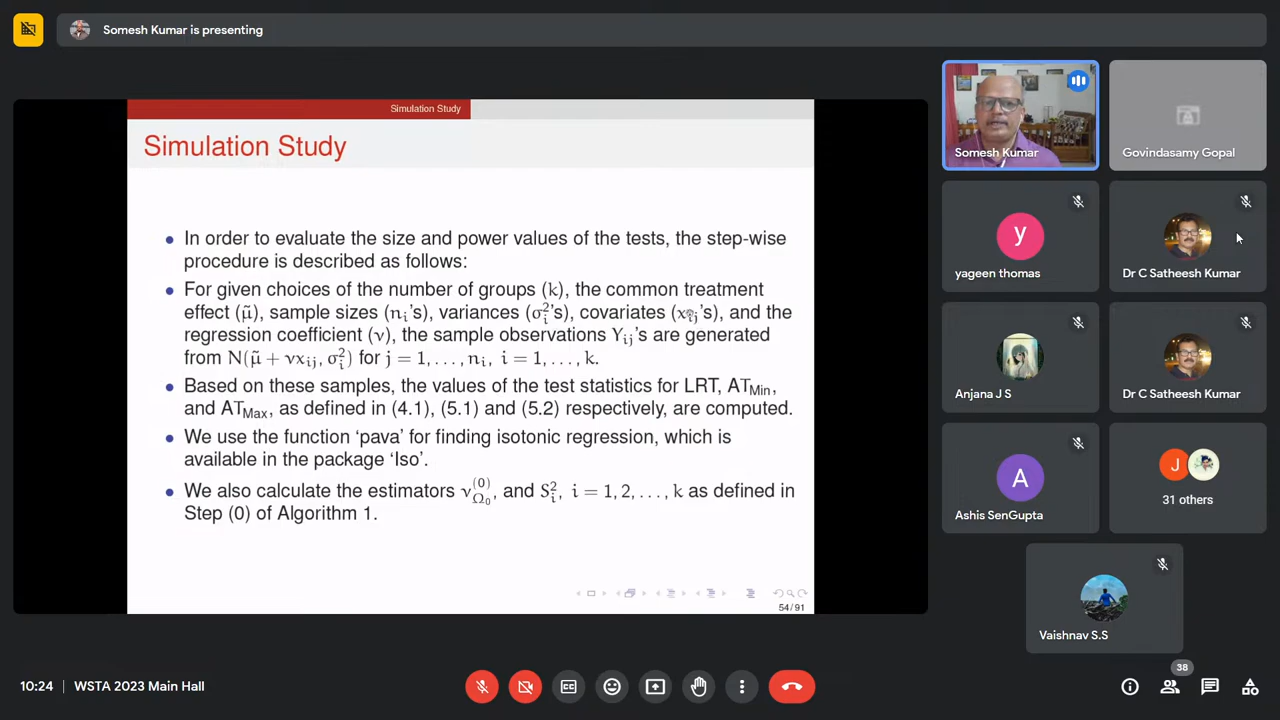 Somesh Kumar is presenting
Simulation Study
Simulation Study
• In order to evaluate the size and power values of the tests, the step-wise
procedure is described as follows:
• For given choices of the number of groups (k), the common treatment
effect (μ̃), sample sizes (nᵢ's), variances (σᵢ²'s), covariates (xᵢⱼ's), and the
regression coefficient (ν), the sample observations Yᵢⱼ's are generated
from N(μ̃ + νxᵢⱼ, σᵢ²) for j = 1, . . . , nᵢ, i = 1, . . . , k.
• Based on these samples, the values of the test statistics for LRT, AT_Min,
and AT_Max, as defined in (4.1), (5.1) and (5.2) respectively, are computed.
• We use the function 'pava' for finding isotonic regression, which is
available in the package 'Iso'.
• We also calculate the estimators ν_Ω₀^(0), and Sᵢ², i = 1, 2, . . . , k as defined in
Step (0) of Algorithm 1.
54 / 91
Somesh Kumar
Govindasamy Gopal
y
yageen thomas
Dr C Satheesh Kumar
Anjana J S
Dr C Satheesh Kumar
A
Ashis SenGupta
J
31 others
Vaishnav S.S
10:24 | WSTA 2023 Main Hall
CC
38